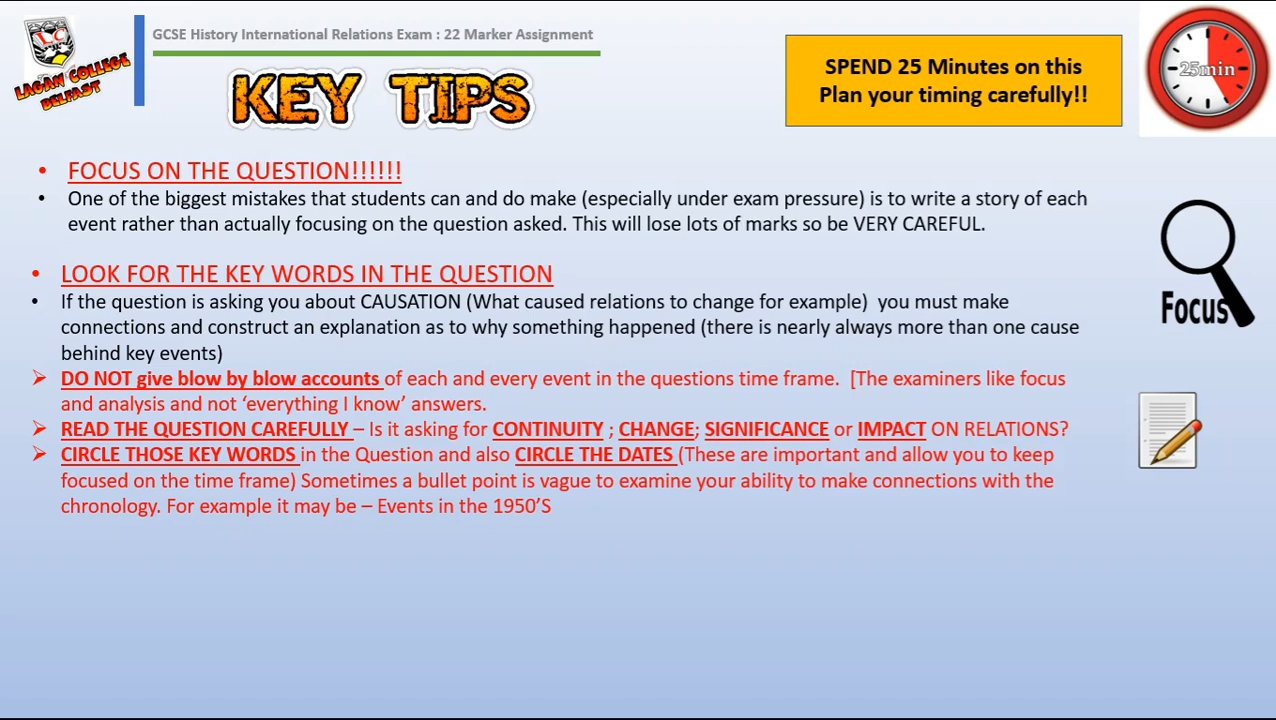 LC
LAGAN COLLEGE
BELFAST
GCSE History International Relations Exam : 22 Marker Assignment
KEY TIPS
SPEND 25 Minutes on this
Plan your timing carefully!!
25min
• FOCUS ON THE QUESTION!!!!!!
• One of the biggest mistakes that students can and do make (especially under exam pressure) is to write a story of each
event rather than actually focusing on the question asked. This will lose lots of marks so be VERY CAREFUL.
• LOOK FOR THE KEY WORDS IN THE QUESTION
• If the question is asking you about CAUSATION (What caused relations to change for example)  you must make
connections and construct an explanation as to why something happened (there is nearly always more than one cause
behind key events)
➢ DO NOT give blow by blow accounts of each and every event in the questions time frame.  [The examiners like focus
and analysis and not ‘everything I know’ answers.
➢ READ THE QUESTION CAREFULLY – Is it asking for CONTINUITY ; CHANGE; SIGNIFICANCE or IMPACT ON RELATIONS?
➢ CIRCLE THOSE KEY WORDS in the Question and also CIRCLE THE DATES (These are important and allow you to keep
focused on the time frame) Sometimes a bullet point is vague to examine your ability to make connections with the
chronology. For example it may be – Events in the 1950’S
Focus